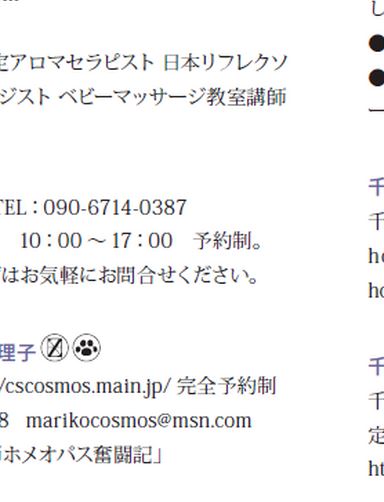 定アロマセラピスト 日本リフレクソ
ジスト ベビーマッサージ教室講師
TEL：090-6714-0387
10：00 ～ 17：00　予約制。
はお気軽にお問合せください。
理子
/cscosmos.main.jp/ 完全予約制
8　marikocosmos@msn.com
ホメオパス奮闘記」
し
●
●
千
千
h
h
千
千
定
ht